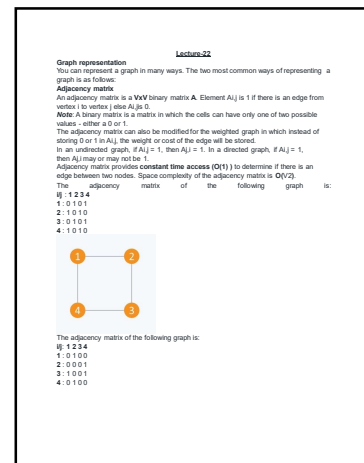 Lecture-22
Graph representation
You can represent a graph in many ways. The two most common ways of representing a
graph is as follows:
Adjacency matrix
An adjacency matrix is a VxV binary matrix A. Element Ai,j is 1 if there is an edge from
vertex i to vertex j else Ai,jis 0.
Note: A binary matrix is a matrix in which the cells can have only one of two possible
values - either a 0 or 1.
The adjacency matrix can also be modified for the weighted graph in which instead of
storing 0 or 1 in Ai,j, the weight or cost of the edge will be stored.
In an undirected graph, if Ai,j = 1, then Aj,i = 1. In a directed graph, if Ai,j = 1,
then Aj,i may or may not be 1.
Adjacency matrix provides constant time access (O(1) ) to determine if there is an
edge between two nodes. Space complexity of the adjacency matrix is O(V2).
The adjacency matrix of the following graph is:
i/j : 1 2 3 4
1 : 0 1 0 1
2 : 1 0 1 0
3 : 0 1 0 1
4 : 1 0 1 0
1 2
4 3
The adjacency matrix of the following graph is:
i/j: 1 2 3 4
1 : 0 1 0 0
2 : 0 0 0 1
3 : 1 0 0 1
4 : 0 1 0 0